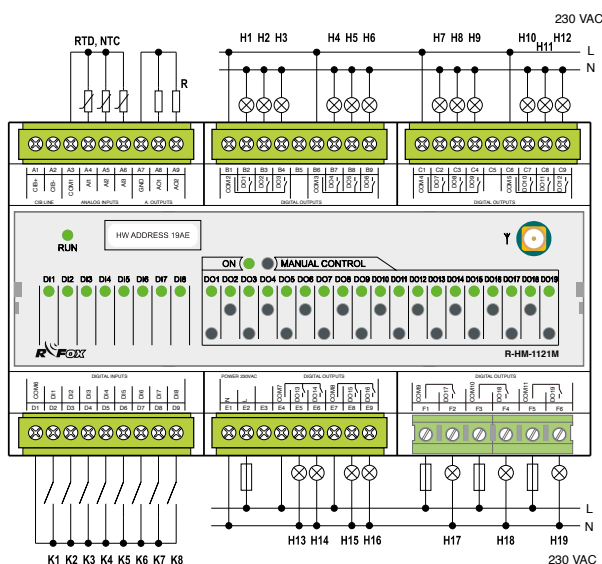 230 VAC
RTD, NTC H1 H2 H3 H4 H5 H6 H7 H8 H9 H10 H11 H12
L
R N
A1 A2 A3 A4 A5 A6 A7 A8 A9 B1 B2 B3 B4 B5 B6 B7 B8 B9 C1 C2 C3 C4 C5 C6 C7 C8 C9
CIB+ CIB- COM1 AI1 AI2 AI3 GND AO1 AO2 COM2 DO1 DO2 DO3 COM3 DO4 DO5 DO6 COM4 DO7 DO8 DO9 COM5 DO10 DO11 DO12
CIB LINE ANALOG INPUTS A. OUTPUTS DIGITAL OUTPUTS DIGITAL OUTPUTS
HW ADDRESS 19AE
RUN
ON MANUAL CONTROL
DI1 DI2 DI3 DI4 DI5 DI6 DI7 DI8 DO1 DO2 DO3 DO4 DO5 DO6 DO7 DO8 DO9 DO10 DO11 DO12 DO13 DO14 DO15 DO16 DO17 DO18 DO19
R FOX R-HM-1121M
DIGITAL INPUTS POWER 230VAC DIGITAL OUTPUTS DIGITAL OUTPUTS
COM6 DI1 DI2 DI3 DI4 DI5 DI6 DI7 DI8 N L COM7 DO13 DO14 COM8 DO15 DO16 COM9 DO17 COM10 DO18 COM11 DO19
D1 D2 D3 D4 D5 D6 D7 D8 D9 E1 E2 E3 E4 E5 E6 E7 E8 E9 F1 F2 F3 F4 F5 F6
L
N
H13 H14 H15 H16 H17 H18 H19
K1 K2 K3 K4 K5 K6 K7 K8 230 VAC